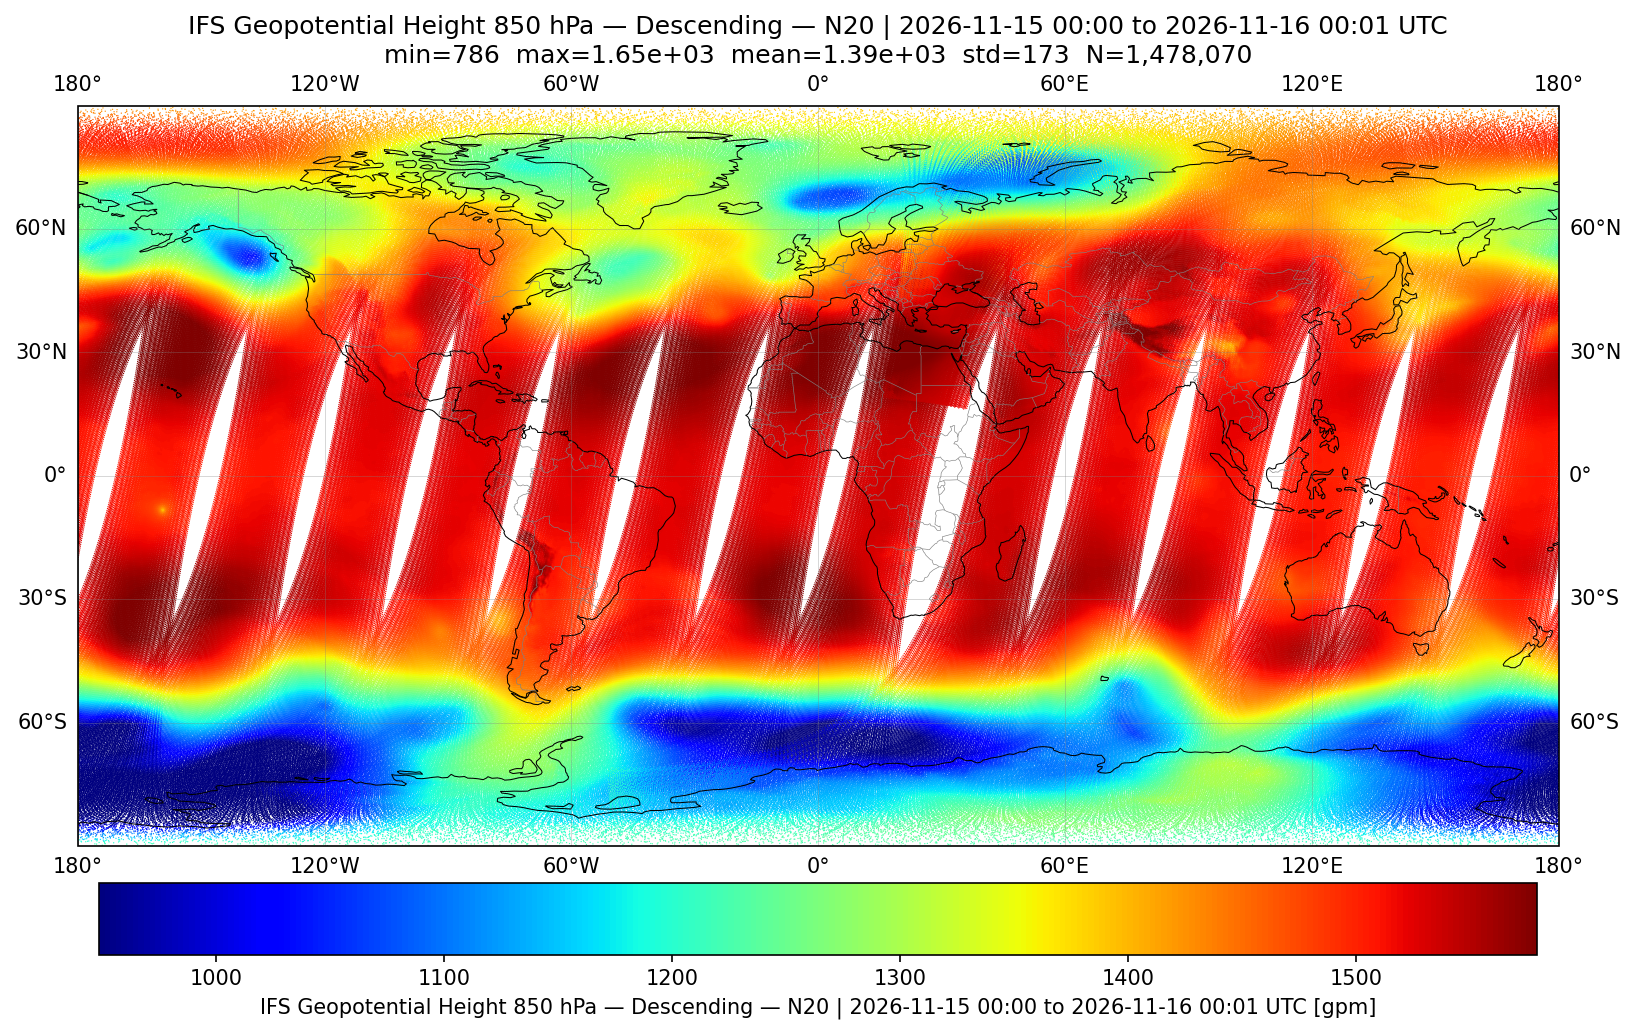 IFS Geopotential Height 850 hPa — Descending — N20 | 2026-11-15 00:00 to 2026-11-16 00:01 UTC
min=786 max=1.65e+03 mean=1.39e+03 std=173 N=1,478,070
180° 120°W 60°W 0° 60°E 120°E 180°
60°N 60°N
30°N 30°N
0° 0°
30°S 30°S
60°S 60°S
180° 120°W 60°W 0° 60°E 120°E 180°
1000 1100 1200 1300 1400 1500
IFS Geopotential Height 850 hPa — Descending — N20 | 2026-11-15 00:00 to 2026-11-16 00:01 UTC [gpm]